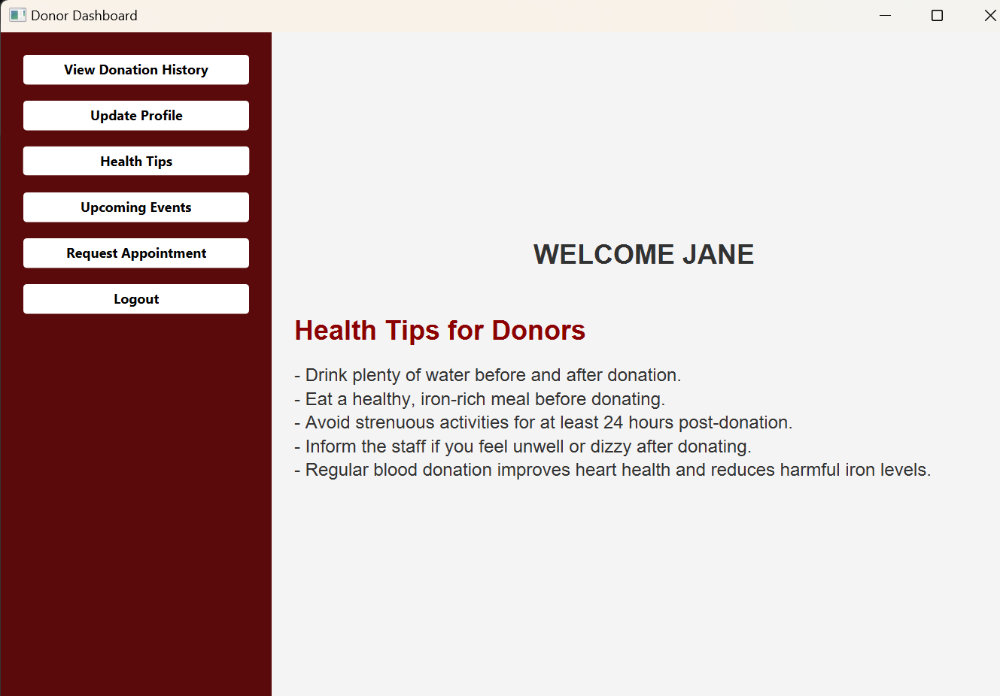 Donor Dashboard
View Donation History
Update Profile
Health Tips
Upcoming Events
Request Appointment
Logout
WELCOME JANE
Health Tips for Donors
- Drink plenty of water before and after donation.
- Eat a healthy, iron-rich meal before donating.
- Avoid strenuous activities for at least 24 hours post-donation.
- Inform the staff if you feel unwell or dizzy after donating.
- Regular blood donation improves heart health and reduces harmful iron levels.